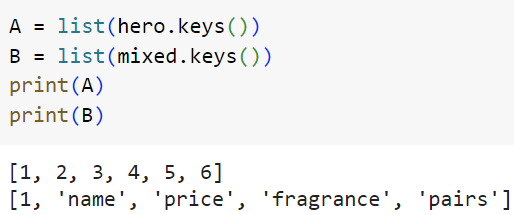 A = list(hero.keys())
B = list(mixed.keys())
print(A)
print(B)
[1, 2, 3, 4, 5, 6]
[1, 'name', 'price', 'fragrance', 'pairs']